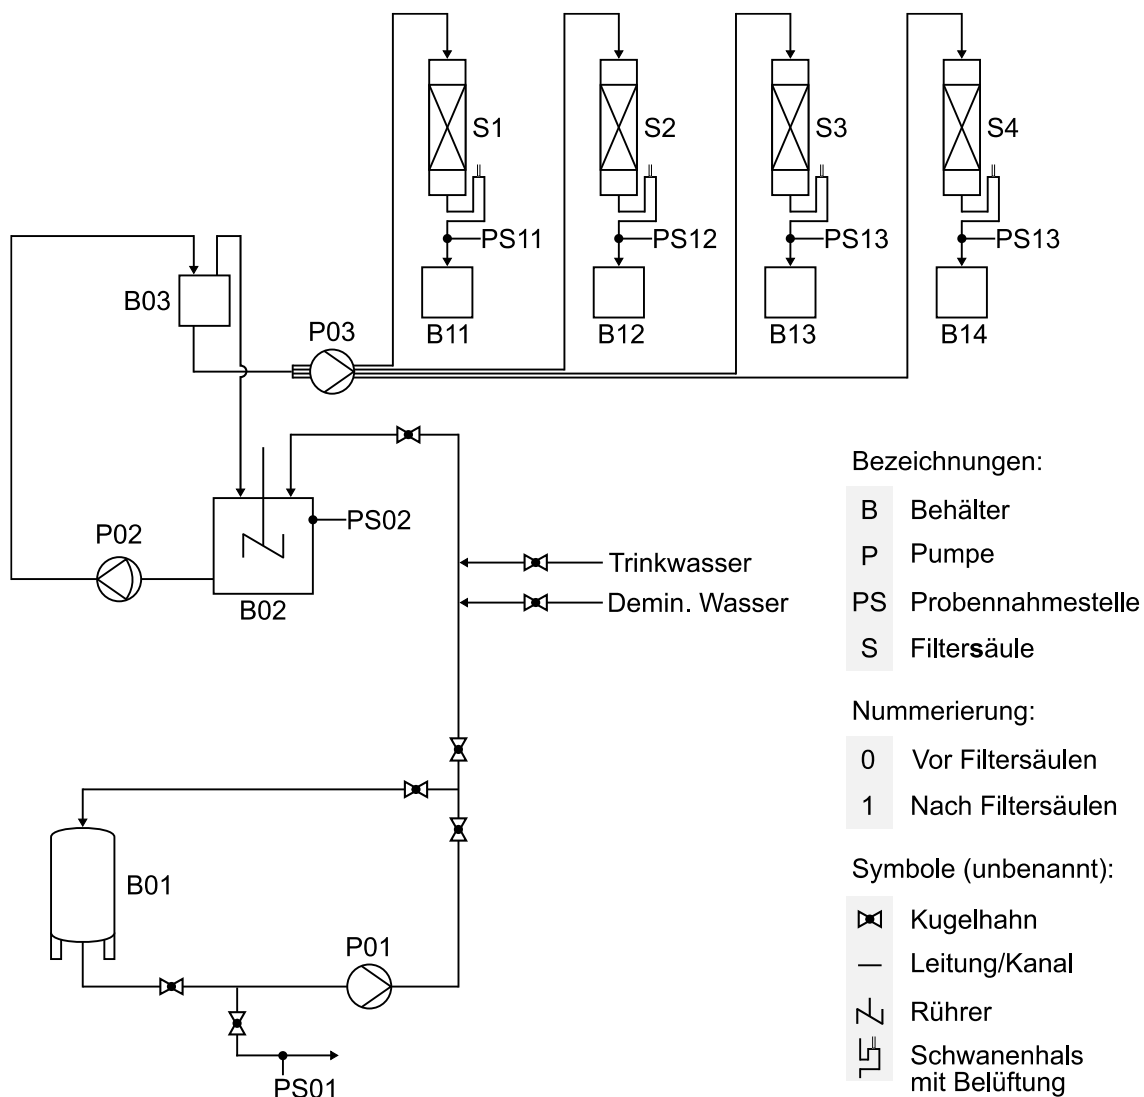 S1
S2
S3
S4
PS11
PS12
PS13
PS13
B03
B11
B12
B13
B14
P03
P02
PS02
B02
Trinkwasser
Demin. Wasser
B01
P01
PS01
Bezeichnungen:
B Behälter
P Pumpe
PS Probennahmestelle
S Filtersäule
Nummerierung:
0 Vor Filtersäulen
1 Nach Filtersäulen
Symbole (unbenannt):
Kugelhahn
Leitung/Kanal
Rührer
Schwanenhals
mit Belüftung